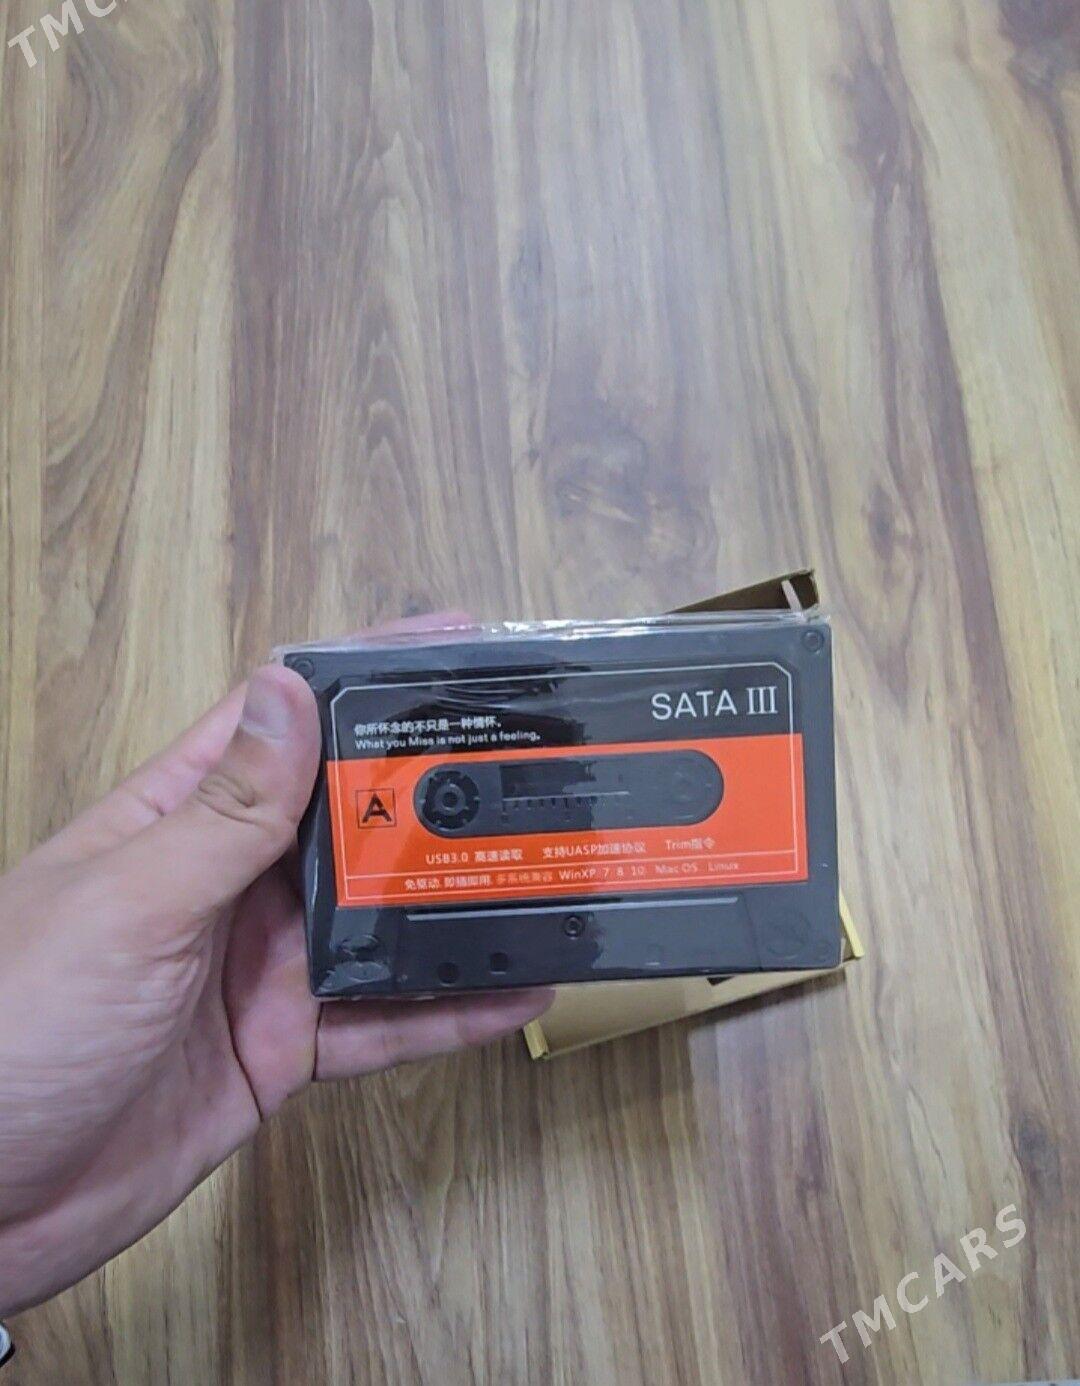 TMC
SATA III
你所怀念的不只是一种情怀。
What you Miss is not just a feeling。
A
USB3.0 高速读取 支持UASP加速协议 Trim指令
免驱动.即插即用.多系统兼容 WinXP 7 8 10 Mac OS Linux
TMCARS